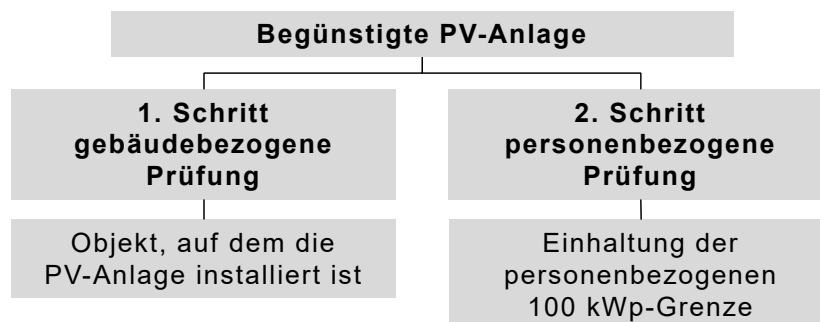 Begünstigte PV-Anlage
1. Schritt
gebäudebezogene
Prüfung
Objekt, auf dem die
PV-Anlage installiert ist
2. Schritt
personenbezogene
Prüfung
Einhaltung der
personenbezogenen
100 kWp-Grenze